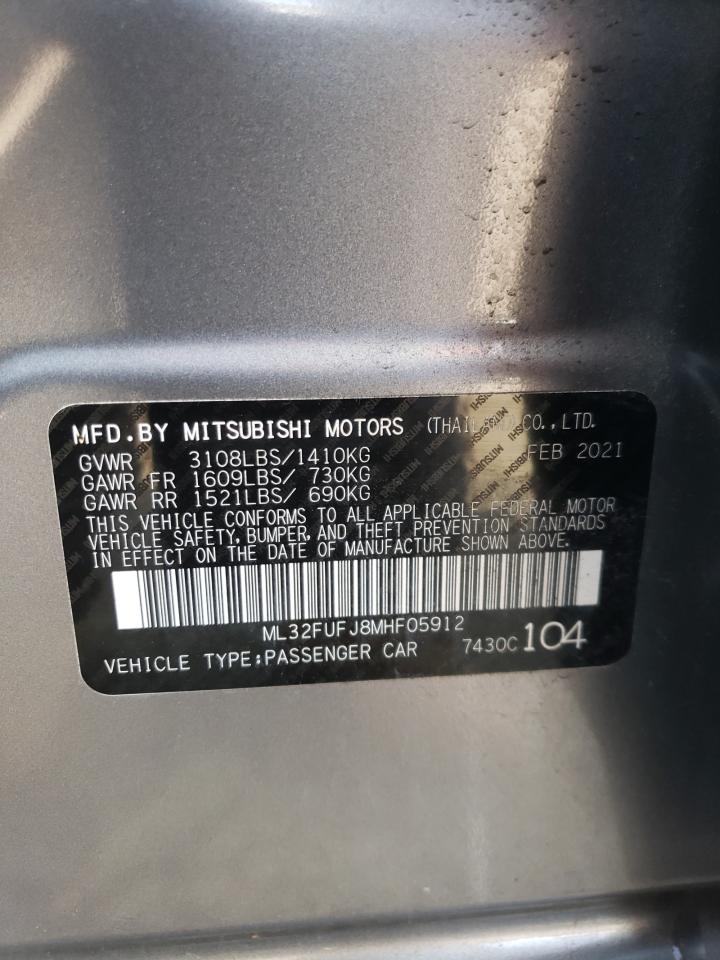 MFD.BY MITSUBISHI MOTORS (THAILAND) CO.,LTD.
GVWR 3108LBS/1410KG FEB 2021
GAWR FR 1609LBS/ 730KG
GAWR RR 1521LBS/ 690KG
THIS VEHICLE CONFORMS TO ALL APPLICABLE FEDERAL MOTOR
VEHICLE SAFETY, BUMPER, AND THEFT PREVENTION STANDARDS
IN EFFECT ON THE DATE OF MANUFACTURE SHOWN ABOVE.
ML32FUFJ8MHF05912
VEHICLE TYPE:PASSENGER CAR 7430C 104